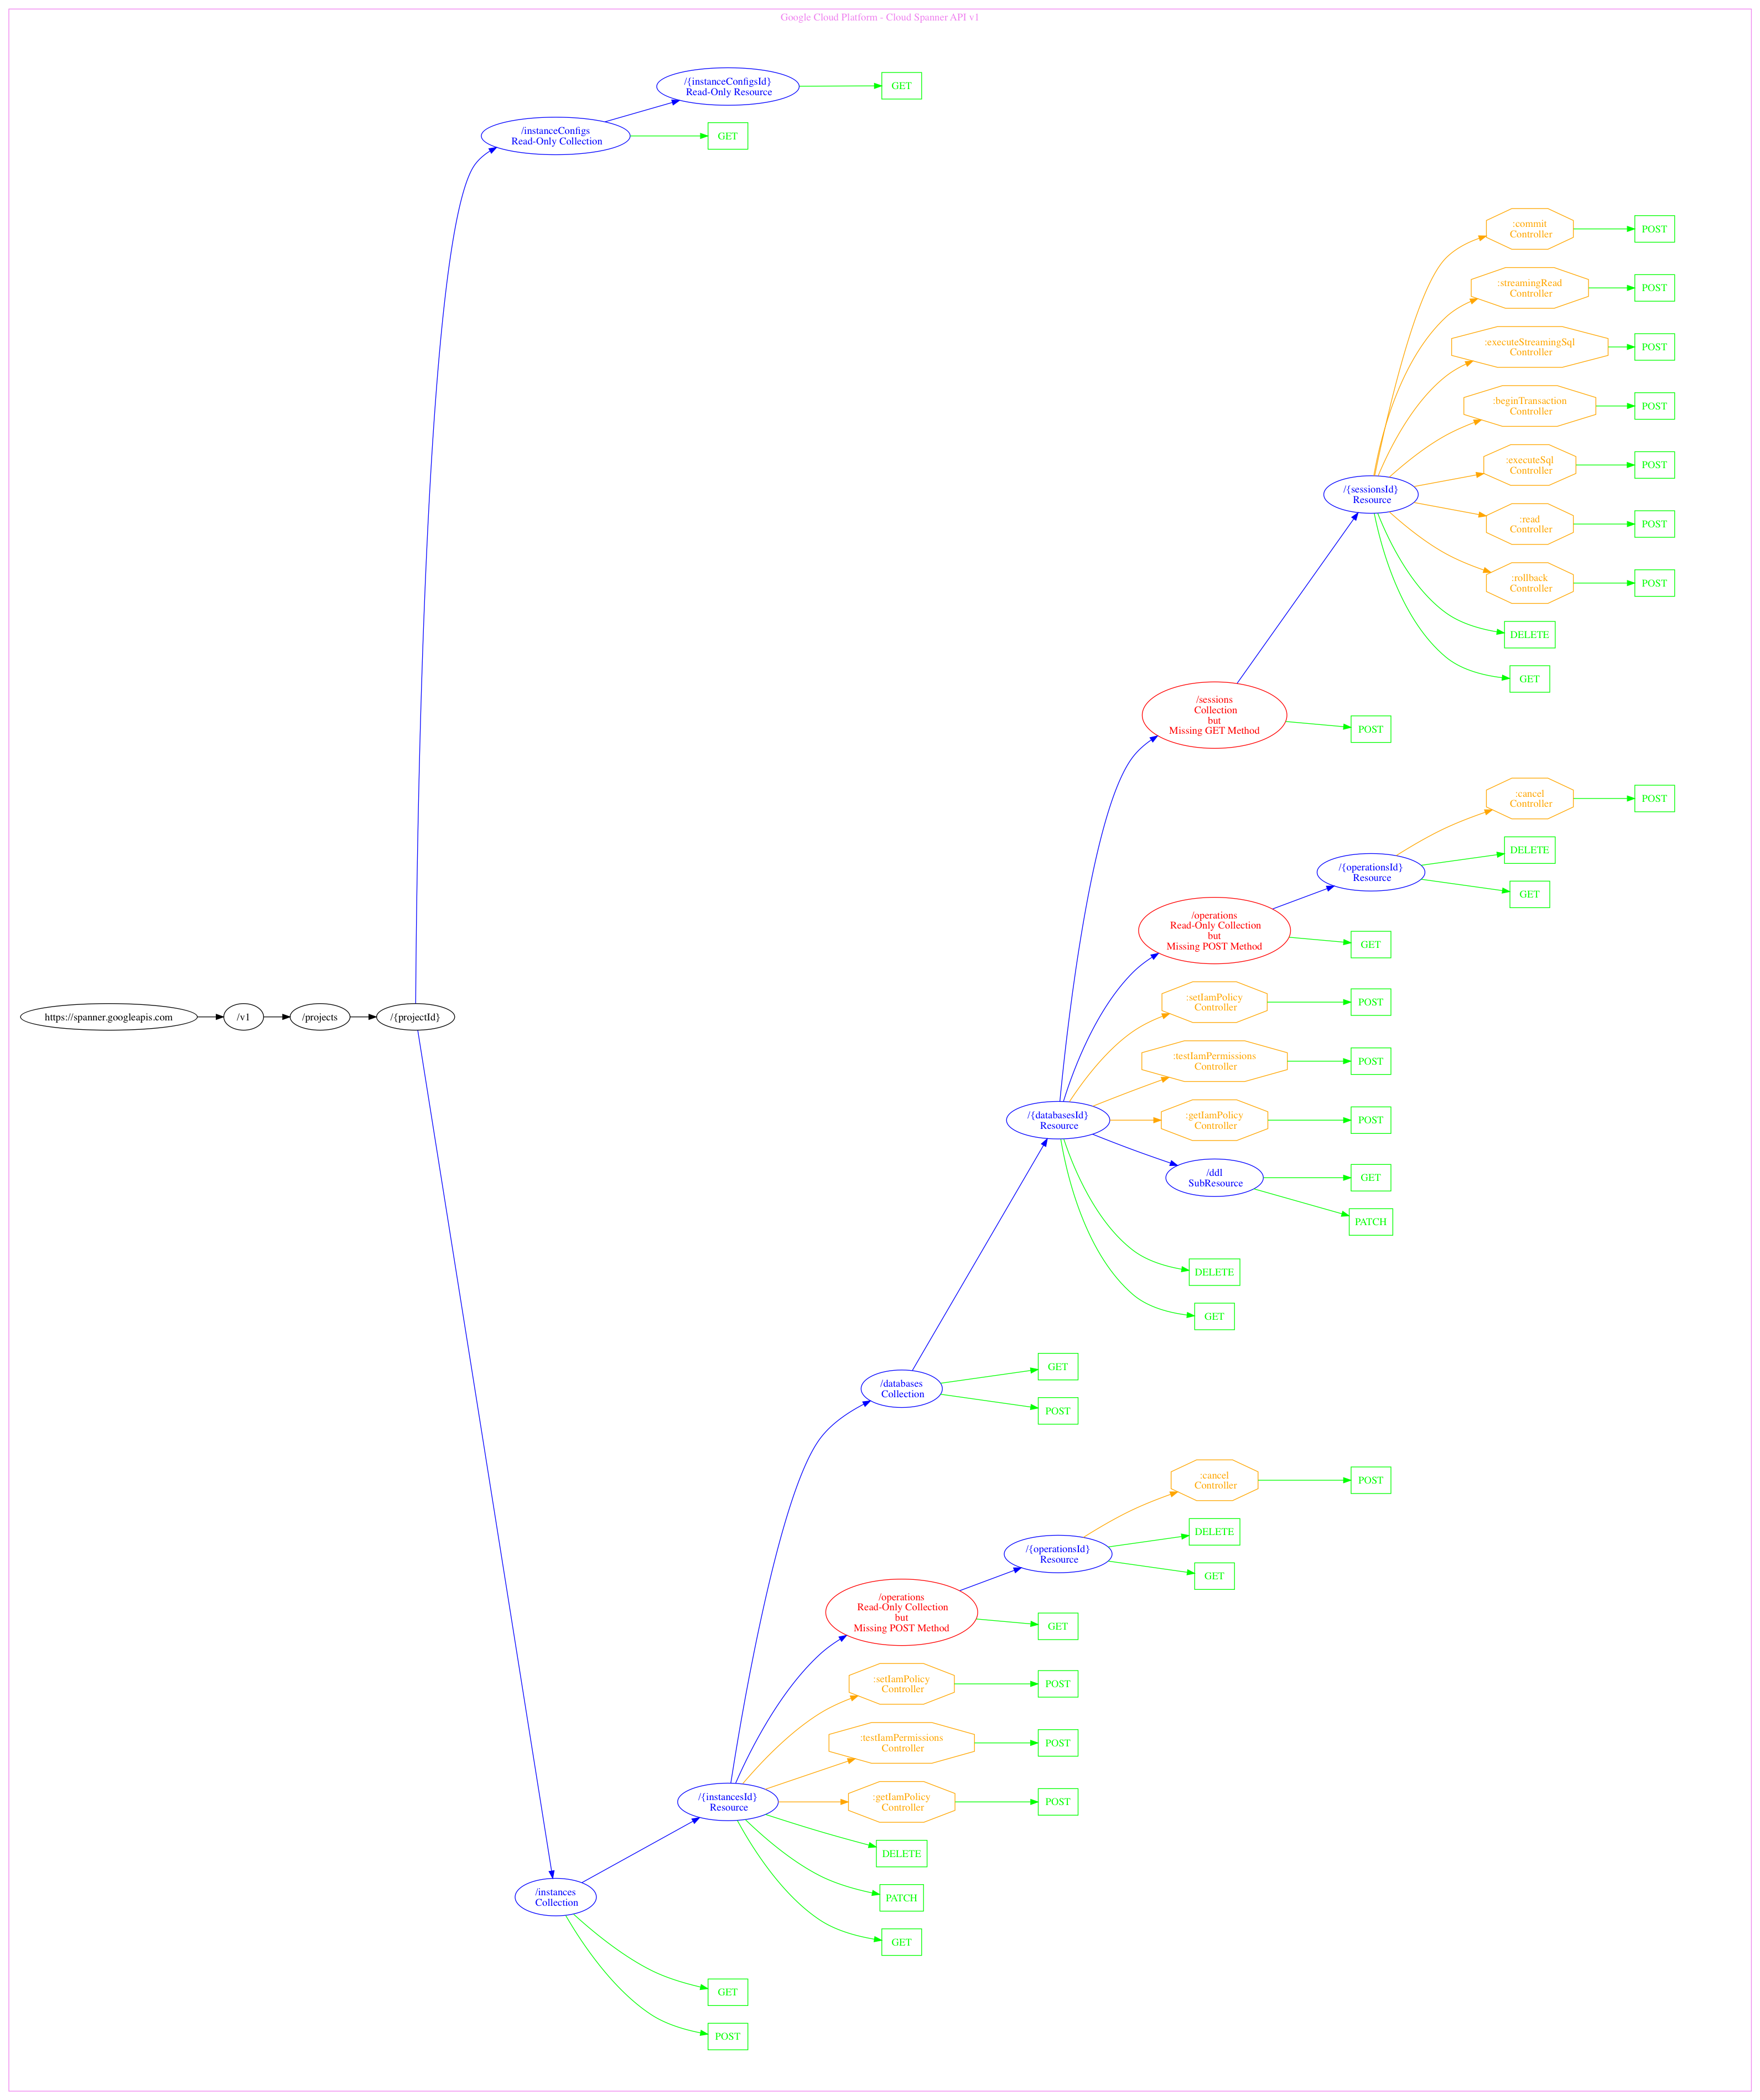 Google Cloud Platform - Cloud Spanner API v1
/{instanceConfigsId}
Read-Only Resource
GET
/instanceConfigs
Read-Only Collection
GET
:commit
Controller
POST
:streamingRead
Controller
POST
:executeStreamingSql
Controller
POST
:beginTransaction
Controller
POST
:executeSql
Controller
POST
/{sessionsId}
Resource
:read
Controller
POST
:rollback
Controller
POST
DELETE
GET
/sessions
Collection
but
Missing GET Method
POST
:cancel
Controller
POST
DELETE
/{operationsId}
Resource
GET
/operations
Read-Only Collection
but
Missing POST Method
GET
:setIamPolicy
Controller
POST
https://spanner.googleapis.com
/v1
/projects
/{projectId}
:testIamPermissions
Controller
POST
/{databasesId}
Resource
:getIamPolicy
Controller
POST
/ddl
SubResource
GET
PATCH
DELETE
GET
/databases
Collection
GET
POST
:cancel
Controller
POST
DELETE
/{operationsId}
Resource
GET
/operations
Read-Only Collection
but
Missing POST Method
GET
:setIamPolicy
Controller
POST
:testIamPermissions
Controller
POST
/{instancesId}
Resource
:getIamPolicy
Controller
POST
DELETE
PATCH
/instances
Collection
GET
GET
POST